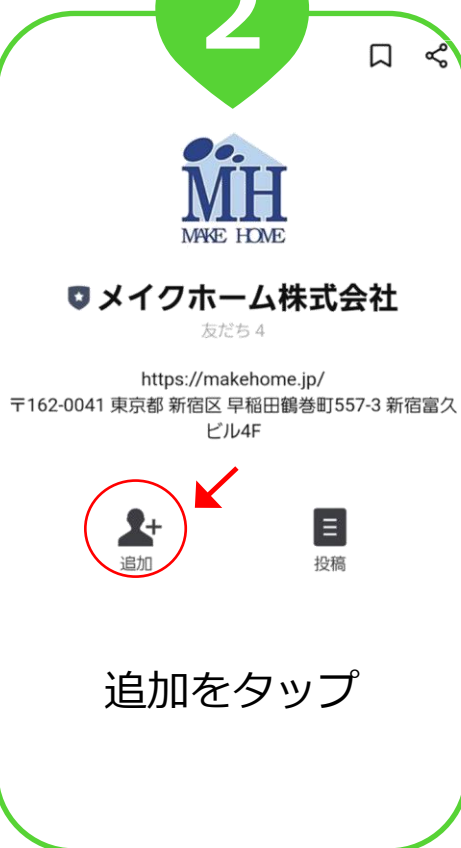 2
MH
MAKE HOME
メイクホーム株式会社
友だち 4
https://makehome.jp/
〒162-0041 東京都 新宿区 早稲田鶴巻町557-3 新宿富久
ビル4F
追加
投稿
追加をタップ